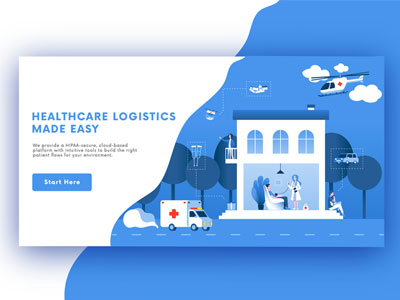 HEALTHCARE LOGISTICS
MADE EASY
We provide a HIPAA-secure, cloud-based
platform with intuitive tools to build the right
patient flows for your environment.
Start Here